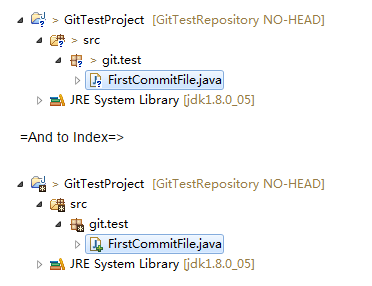 > GitTestProject [GitTestRepository NO-HEAD]
> src
> git.test
FirstCommitFile.java
JRE System Library [jdk1.8.0_05]
=And to Index=>
> GitTestProject [GitTestRepository NO-HEAD]
src
git.test
FirstCommitFile.java
JRE System Library [jdk1.8.0_05]